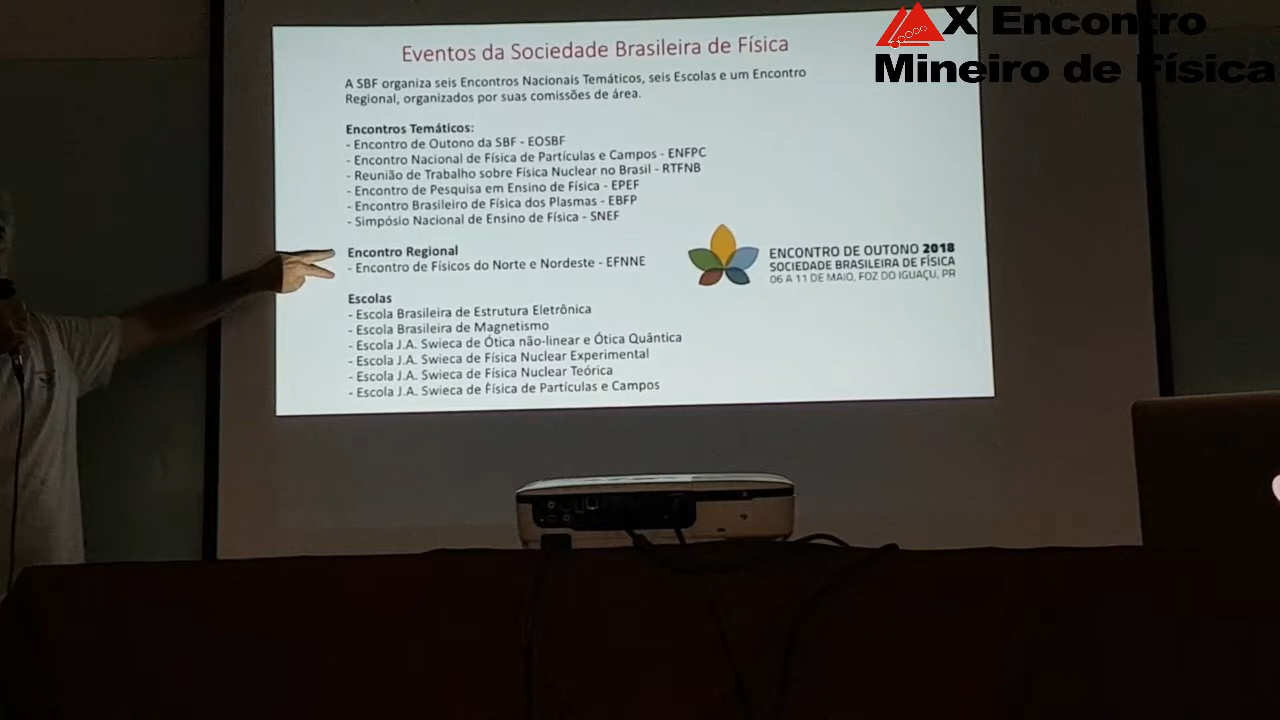 X Encontro
Mineiro de Física
Eventos da Sociedade Brasileira de Física
A SBF organiza seis Encontros Nacionais Temáticos, seis Escolas e um Encontro
Regional, organizados por suas comissões de área.
Encontros Temáticos:
- Encontro de Outono da SBF - EOSBF
- Encontro Nacional de Física de Partículas e Campos - ENFPC
- Reunião de Trabalho sobre Física Nuclear no Brasil - RTFNB
- Encontro de Pesquisa em Ensino de Física - EPEF
- Encontro Brasileiro de Física dos Plasmas - EBFP
- Simpósio Nacional de Ensino de Física - SNEF
Encontro Regional
- Encontro de Físicos do Norte e Nordeste - EFNNE
ENCONTRO DE OUTONO 2018
SOCIEDADE BRASILEIRA DE FÍSICA
06 A 11 DE MAIO, FOZ DO IGUAÇU, PR
Escolas
- Escola Brasileira de Estrutura Eletrônica
- Escola Brasileira de Magnetismo
- Escola J.A. Swieca de Ótica não-linear e Ótica Quântica
- Escola J.A. Swieca de Física Nuclear Experimental
- Escola J.A. Swieca de Física Nuclear Teórica
- Escola J.A. Swieca de Física de Partículas e Campos